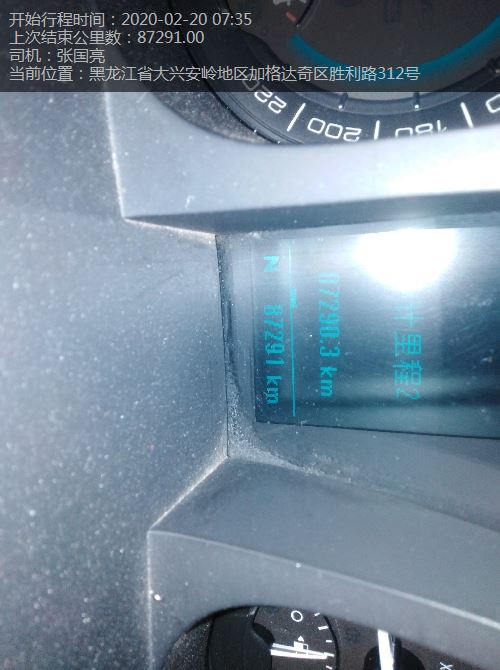 开始行程时间：2020-02-20 07:35
上次结束公里数：87291.00
司机：张国亮
当前位置：黑龙江省大兴安岭地区加格达奇区胜利路312号
220
200
180
计里程2
07290.3 km
N 87291 km